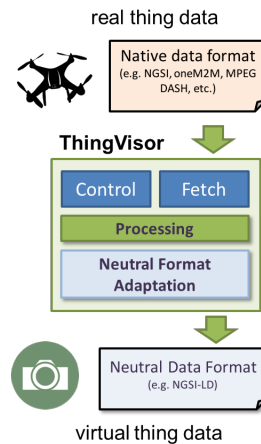 real thing data
Native data format
(e.g. NGSI, oneM2M, MPEG
DASH, etc.)
ThingVisor
Control
Fetch
Processing
Neutral Format
Adaptation
Neutral Data Format
(e.g. NGSI-LD)
virtual thing data